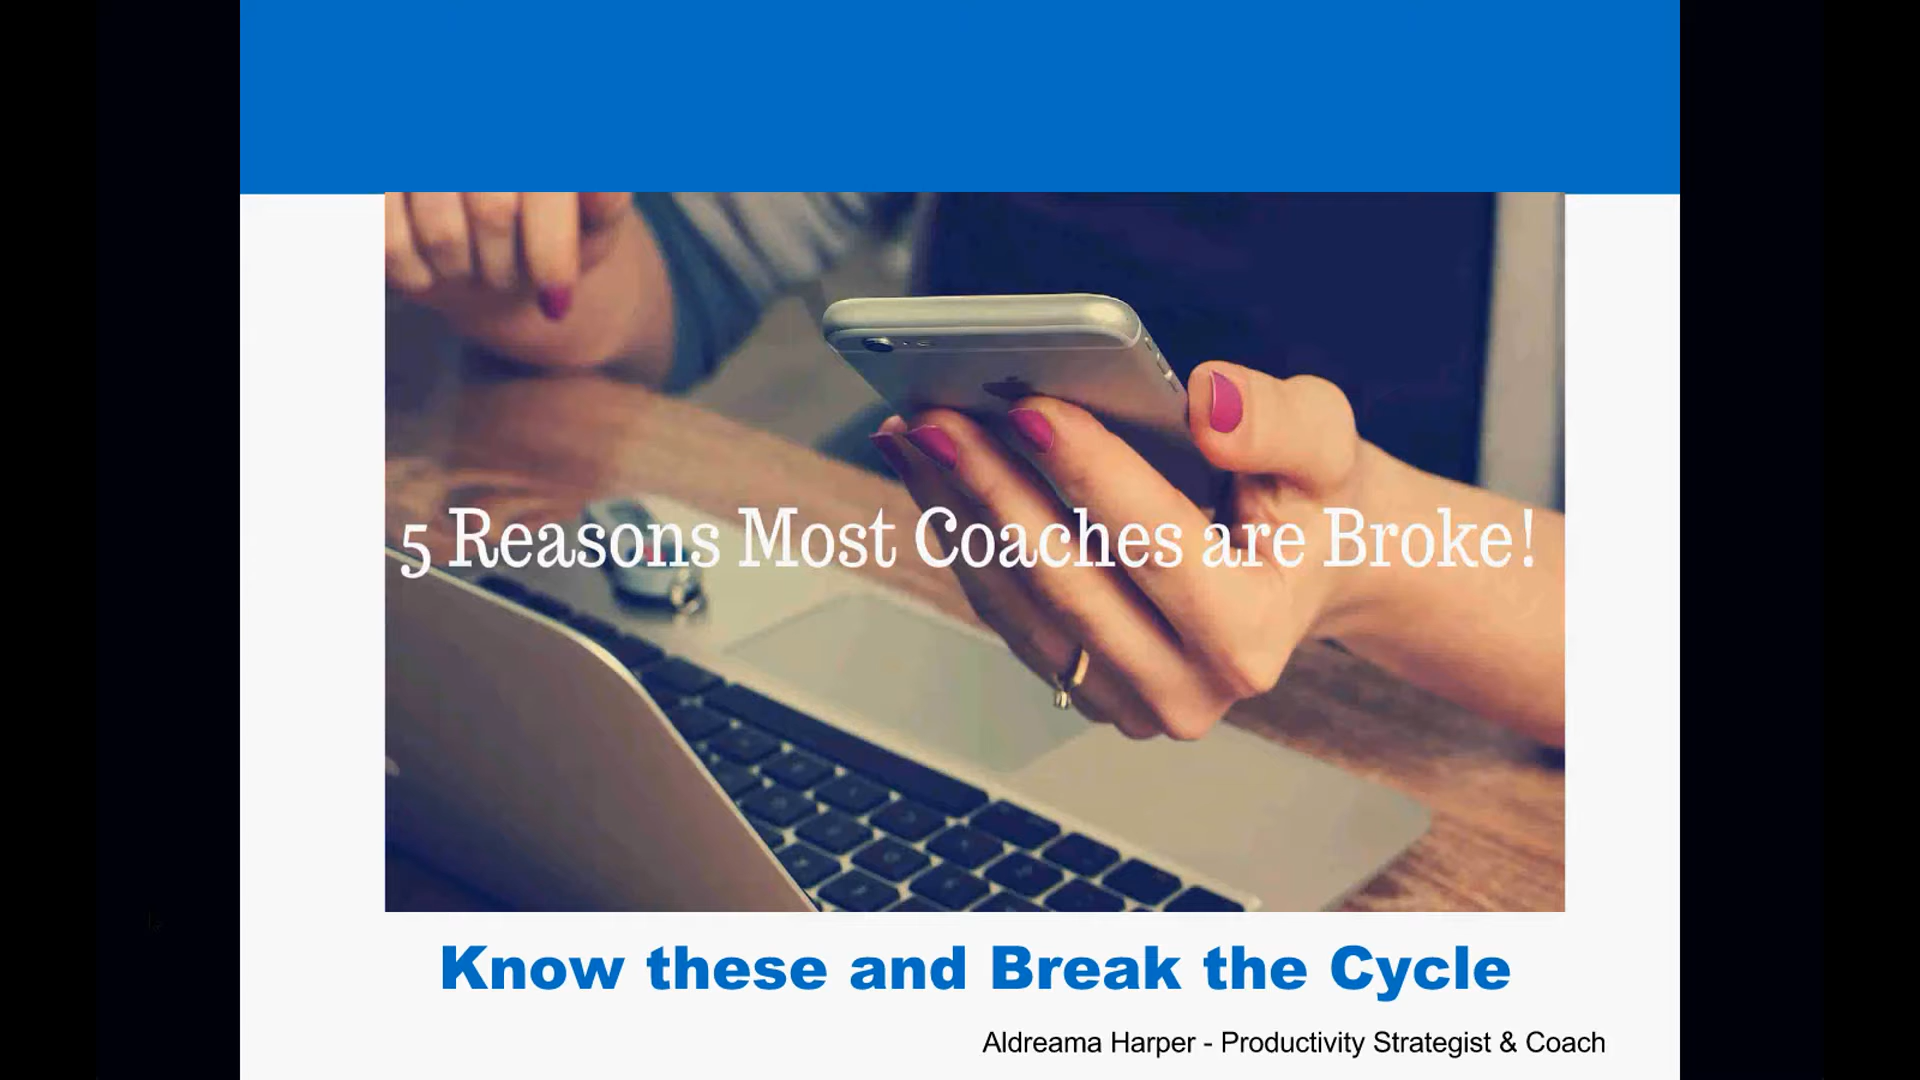 5 Reasons Most Coaches are Broke!
Know these and Break the Cycle
Aldreama Harper - Productivity Strategist & Coach